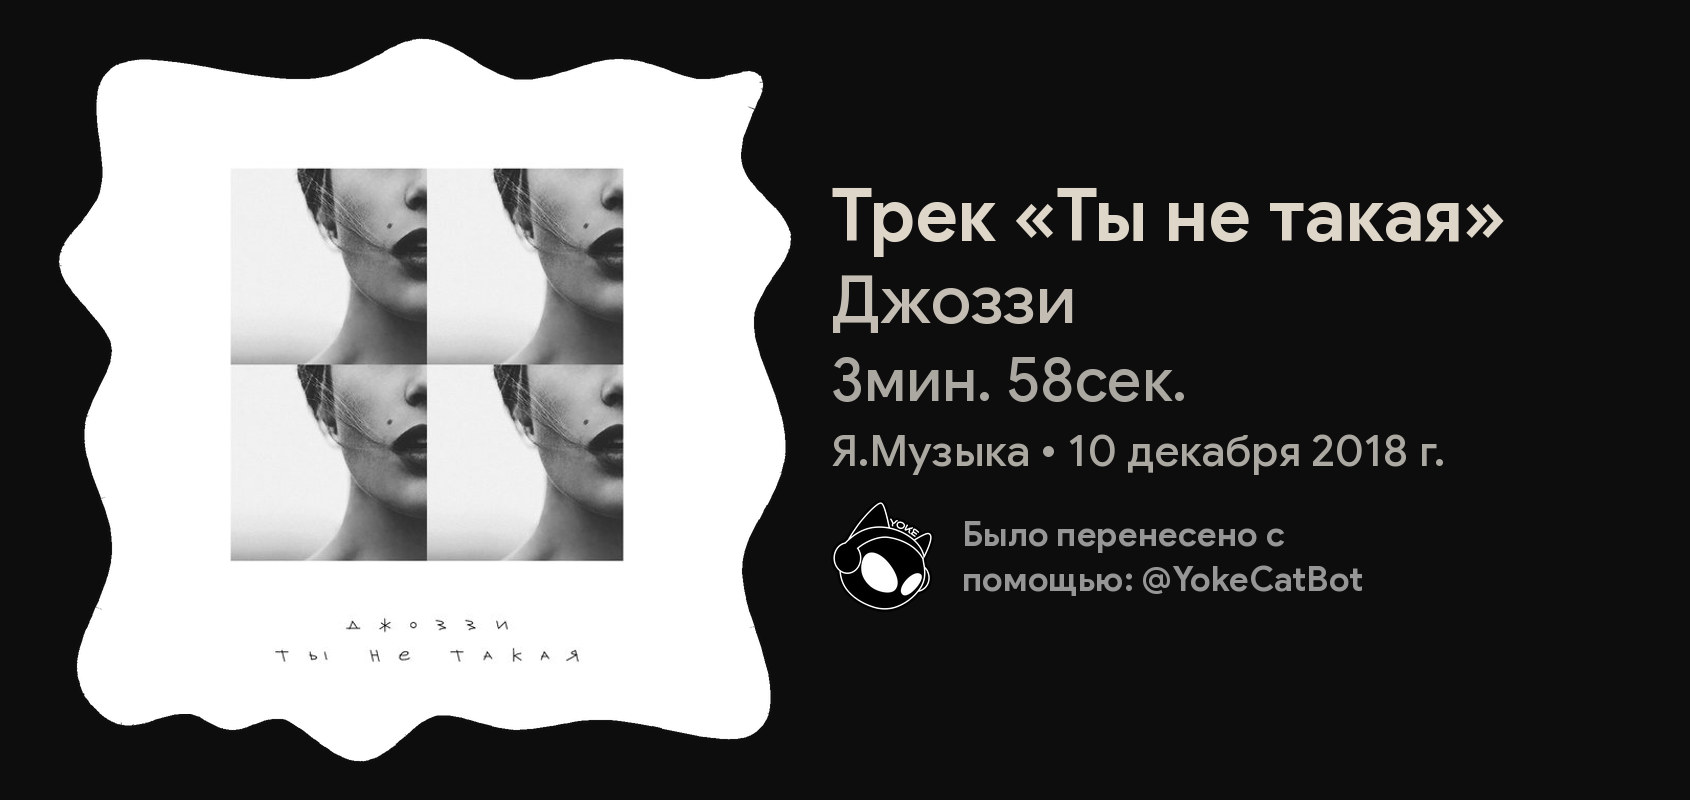 джоззи
ты не такая
Трек «Ты не такая»
Джоззи
3мин. 58сек.
Я.Музыка • 10 декабря 2018 г.
YOKE
Было перенесено с
помощью: @YokeCatBot